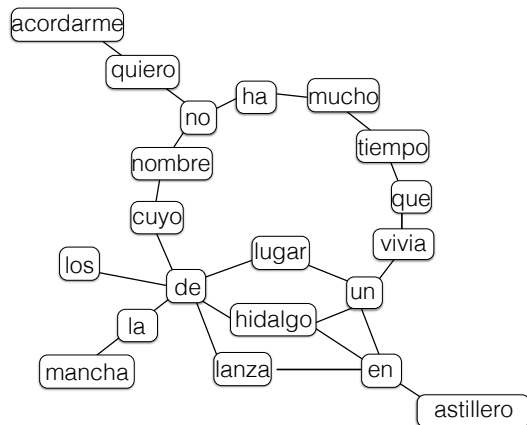 acordarme
quiero
no
ha
mucho
nombre
tiempo
cuyo
que
los
lugar
vivia
de
un
la
hidalgo
mancha
lanza
en
astillero